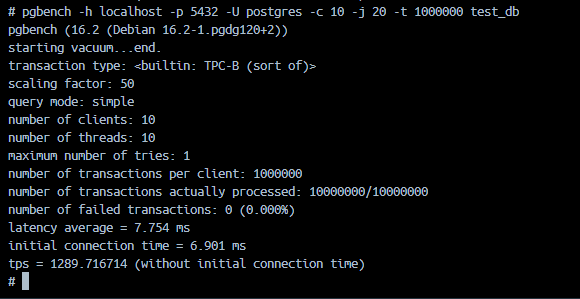 # pgbench -h localhost -p 5432 -U postgres -c 10 -j 20 -t 1000000 test_db
pgbench (16.2 (Debian 16.2-1.pgdg120+2))
starting vacuum...end.
transaction type: <builtin: TPC-B (sort of)>
scaling factor: 50
query mode: simple
number of clients: 10
number of threads: 10
maximum number of tries: 1
number of transactions per client: 1000000
number of transactions actually processed: 10000000/10000000
number of failed transactions: 0 (0.000%)
latency average = 7.754 ms
initial connection time = 6.901 ms
tps = 1289.716714 (without initial connection time)
#